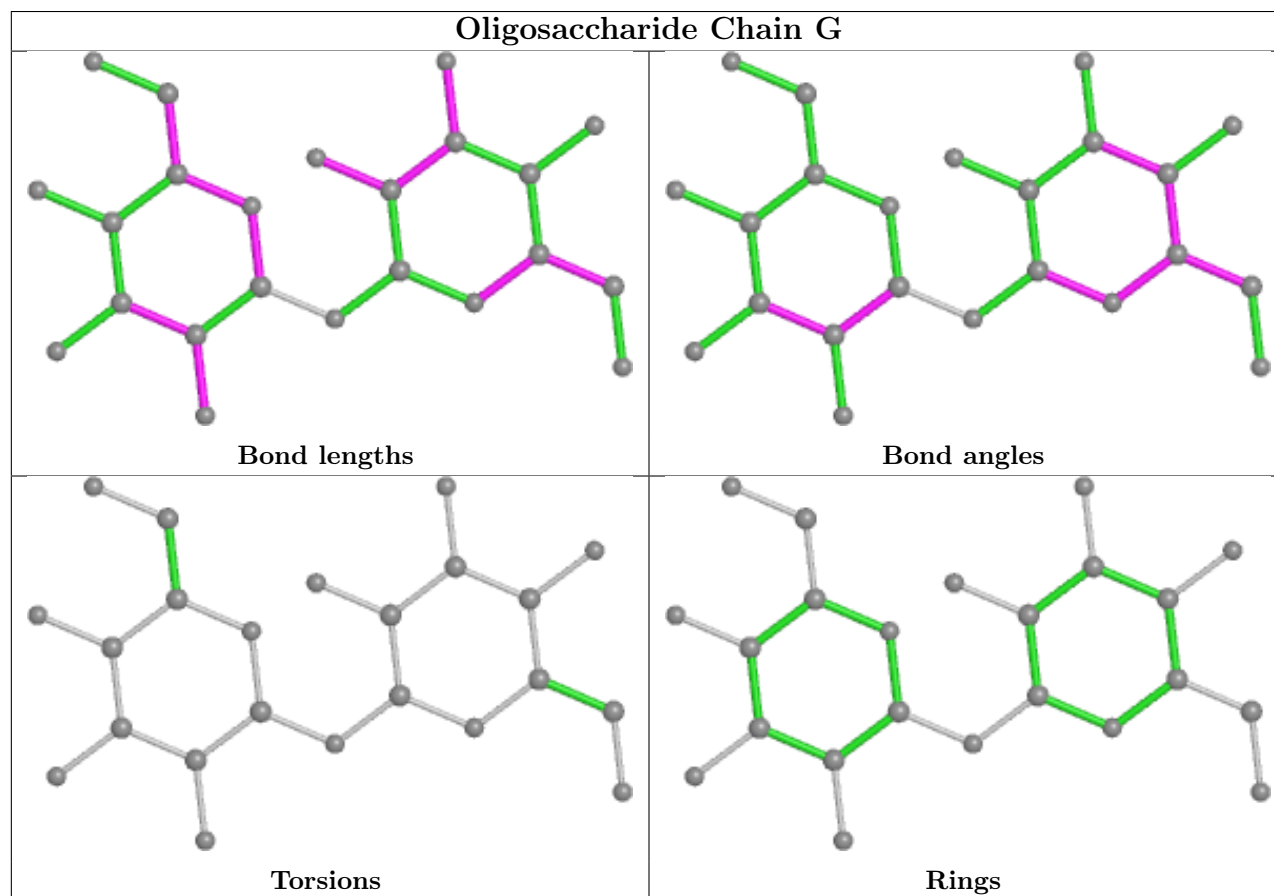 Oligosaccharide Chain G
Bond lengths
Bond angles
Torsions
Rings